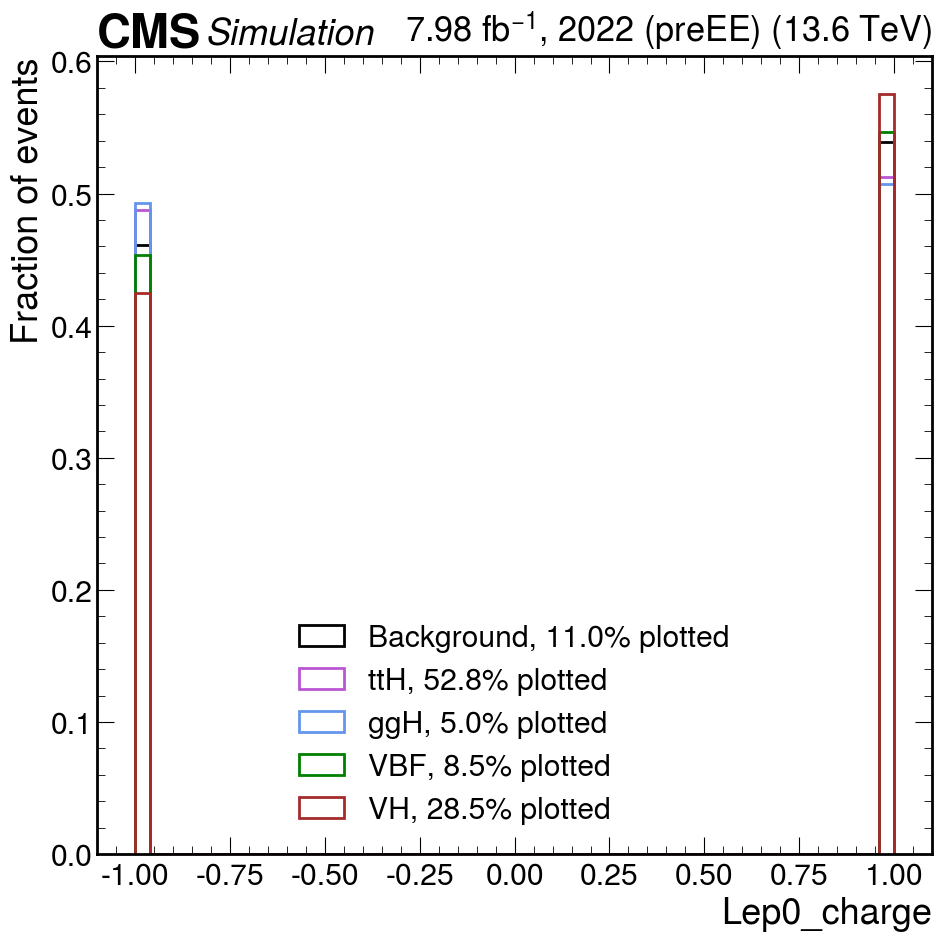 CMS Simulation 7.98 fb⁻¹, 2022 (preEE) (13.6 TeV)
Fraction of events
0.6
0.5
0.4
0.3
0.2
0.1
0.0
Background, 11.0% plotted
ttH, 52.8% plotted
ggH, 5.0% plotted
VBF, 8.5% plotted
VH, 28.5% plotted
-1.00 -0.75 -0.50 -0.25 0.00 0.25 0.50 0.75 1.00
Lep0_charge